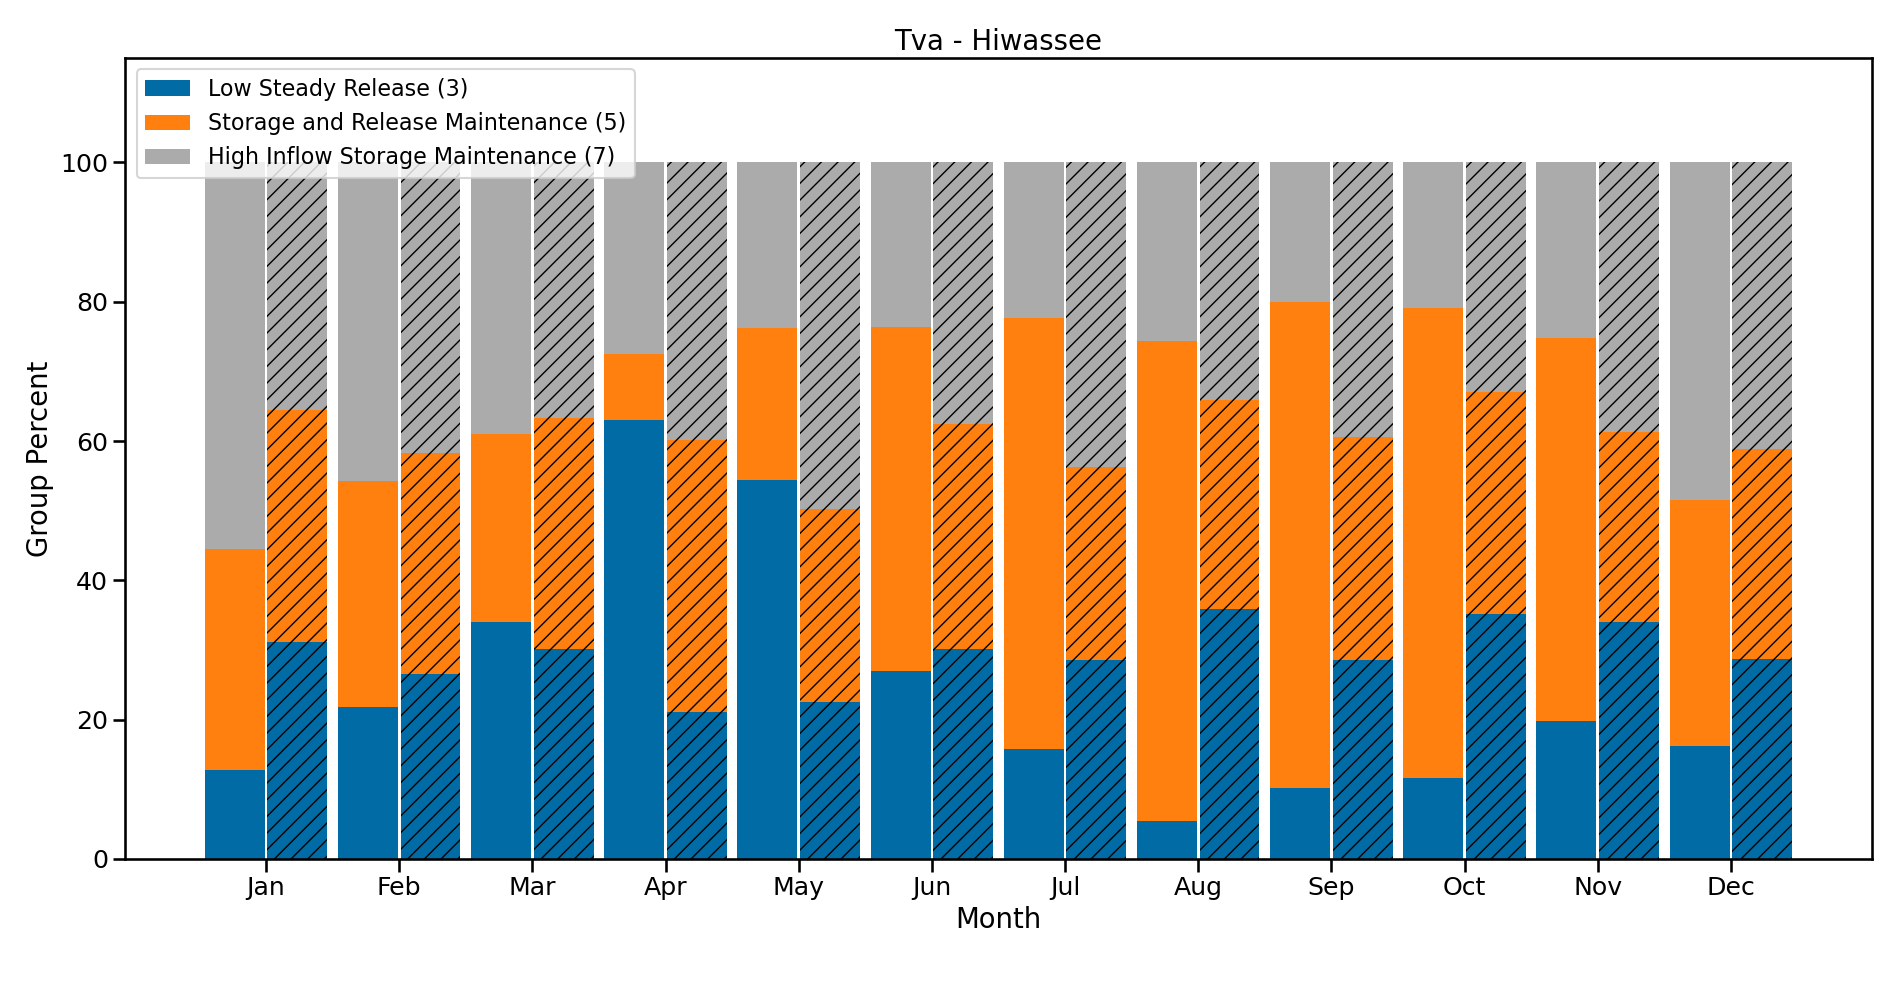 Tva - Hiwassee
Low Steady Release (3)
Storage and Release Maintenance (5)
High Inflow Storage Maintenance (7)
100
80
60
40
20
0
Group Percent
Jan Feb Mar Apr May Jun Jul Aug Sep Oct Nov Dec
Month